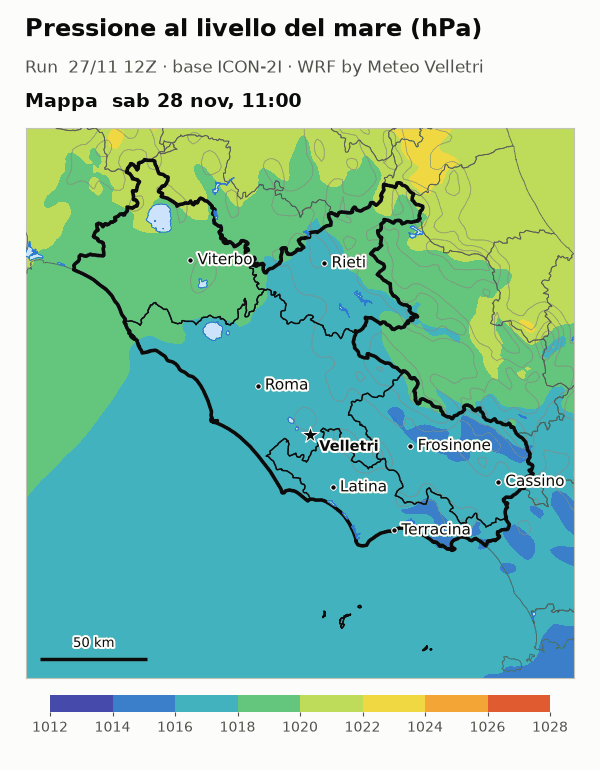 Pressione al livello del mare (hPa)
Run  27/11 12Z · base ICON-2I · WRF by Meteo Velletri
Mappa  sab 28 nov, 11:00
Viterbo
Rieti
Roma
Velletri
Frosinone
Cassino
Latina
Terracina
50 km
1012 1014 1016 1018 1020 1022 1024 1026 1028